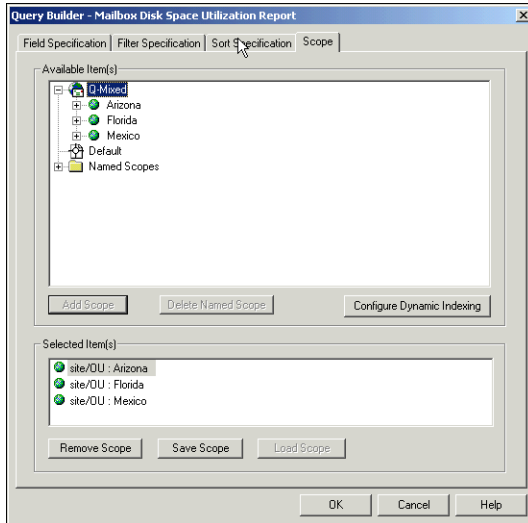 Query Builder - Mailbox Disk Space Utilization Report
Field Specification Filter Specification Sort Specification Scope
Available Item(s)
Q-Mixed
Arizona
Florida
Mexico
Default
Named Scopes
Add Scope Delete Named Scope Configure Dynamic Indexing
Selected Item(s)
site/OU : Arizona
site/OU : Florida
site/OU : Mexico
Remove Scope Save Scope Load Scope
OK Cancel Help